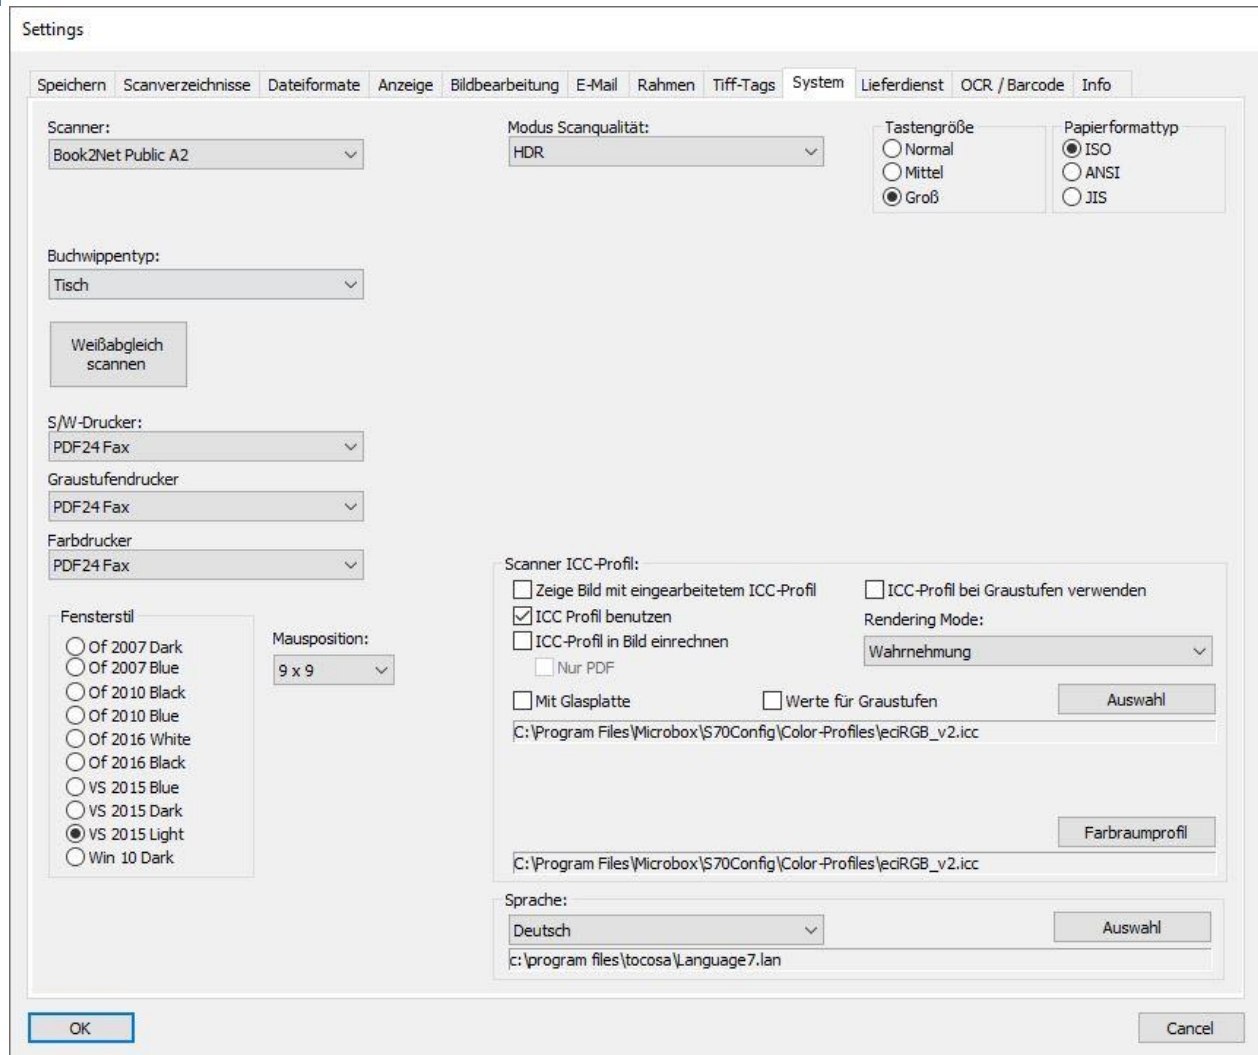 Settings
Speichern Scanverzeichnisse Dateiformate Anzeige Bildbearbeitung E-Mail Rahmen Tiff-Tags System Lieferdienst OCR / Barcode Info
Scanner:
Book2Net Public A2
Modus Scanqualität:
HDR
Tastengröße
Normal
Mittel
Groß
Papierformattyp
ISO
ANSI
JIS
Buchwippentyp:
Tisch
Weißabgleich
scannen
S/W-Drucker:
PDF24 Fax
Graustufendrucker
PDF24 Fax
Farbdrucker
PDF24 Fax
Fensterstil
Of 2007 Dark
Of 2007 Blue
Of 2010 Black
Of 2010 Blue
Of 2016 White
Of 2016 Black
VS 2015 Blue
VS 2015 Dark
VS 2015 Light
Win 10 Dark
Mausposition:
9 x 9
Scanner ICC-Profil:
Zeige Bild mit eingearbeitetem ICC-Profil
ICC Profil benutzen
ICC-Profil in Bild einrechnen
Nur PDF
ICC-Profil bei Graustufen verwenden
Rendering Mode:
Wahrnehmung
Mit Glasplatte
Werte für Graustufen
Auswahl
C:\Program Files\Microbox\S70Config\Color-Profiles\eciRGB_v2.icc
Farbraumprofil
C:\Program Files\Microbox\S70Config\Color-Profiles\eciRGB_v2.icc
Sprache:
Deutsch
Auswahl
c:\program files\tocosa\Language7.lan
OK
Cancel